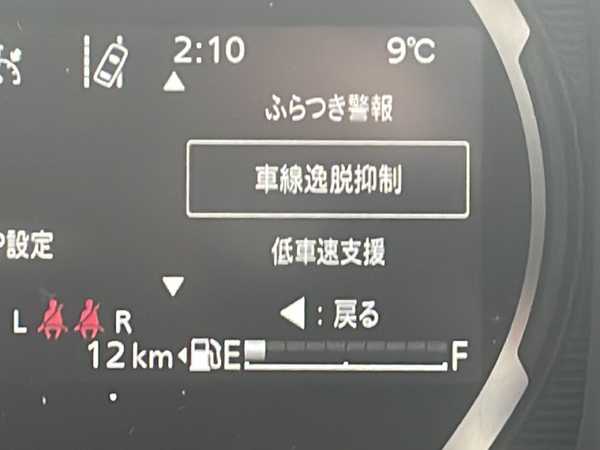 2:10 9℃
ふらつき警報
車線逸脱抑制
P設定
低車速支援
◀:戻る
L R
12km E F